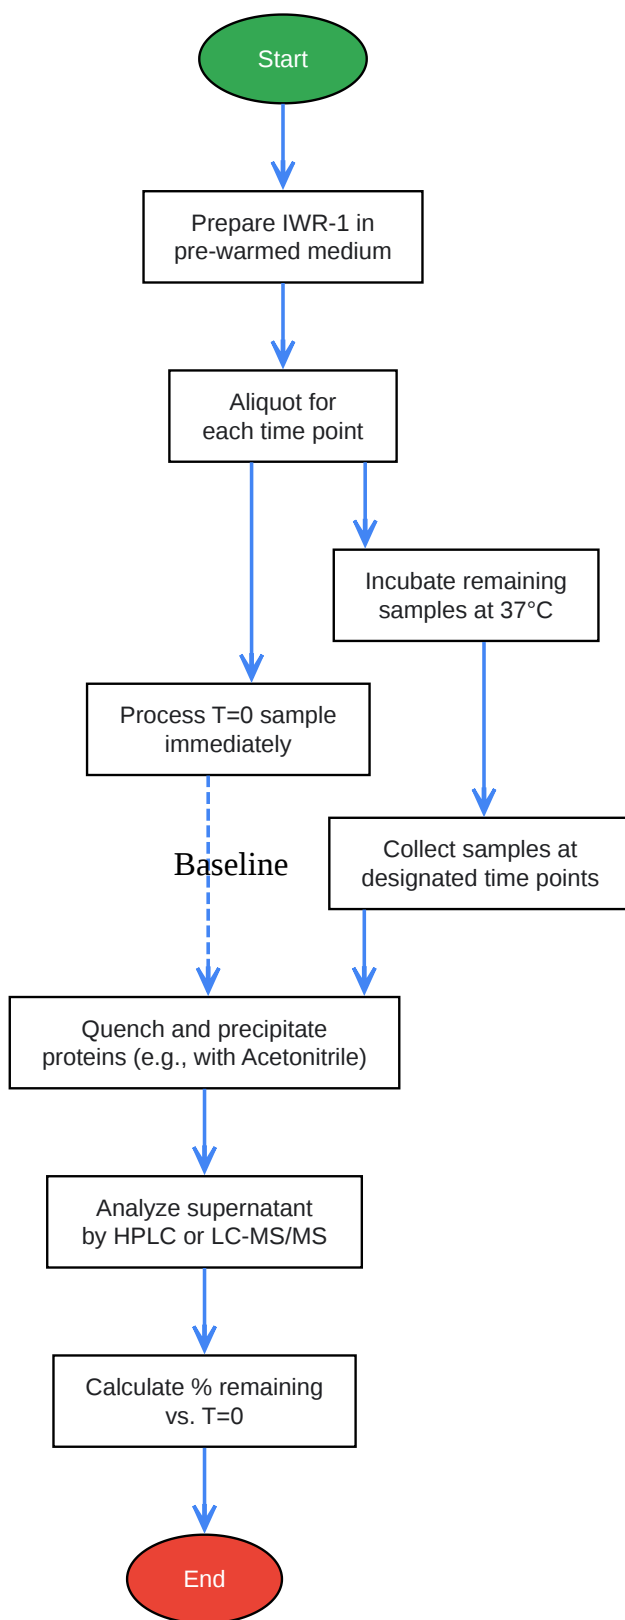 Start
Prepare IWR-1 in
pre-warmed medium
Aliquot for
each time point
Incubate remaining
samples at 37°C
Process T=0 sample
immediately
Baseline
Collect samples at
designated time points
Quench and precipitate
proteins (e.g., with Acetonitrile)
Analyze supernatant
by HPLC or LC-MS/MS
Calculate % remaining
vs. T=0
End